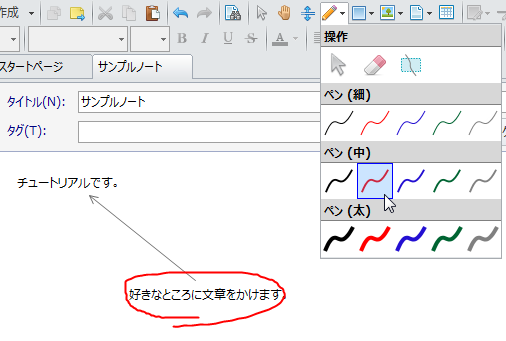 作成
B I U S A
操作
スタートページ サンプルノート
タイトル(N): サンプルノート
ペン (細)
タグ(T):
ペン (中)
チュートリアルです。
ペン (太)
好きなところに文章をかけます。